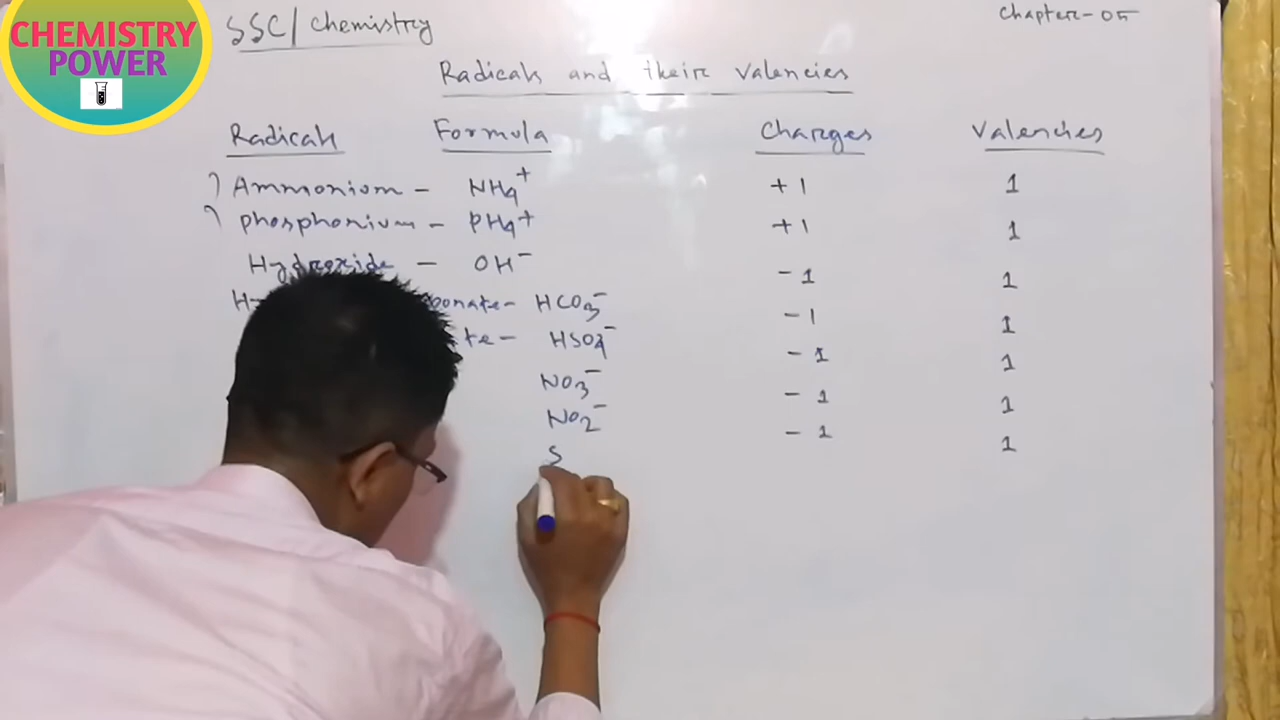 CHEMISTRY
POWER
SSC/Chemistry
Chapter-05
Radicals and their valencies
Radicals Formula Charges Valencies
) Ammonium - NH4+ +1 1
) phosphonium - PH4+ +1 1
Hydroxide - OH- -1 1
HCO3- -1 1
HSO4- -1 1
NO3- -1 1
NO2- -1 1
S